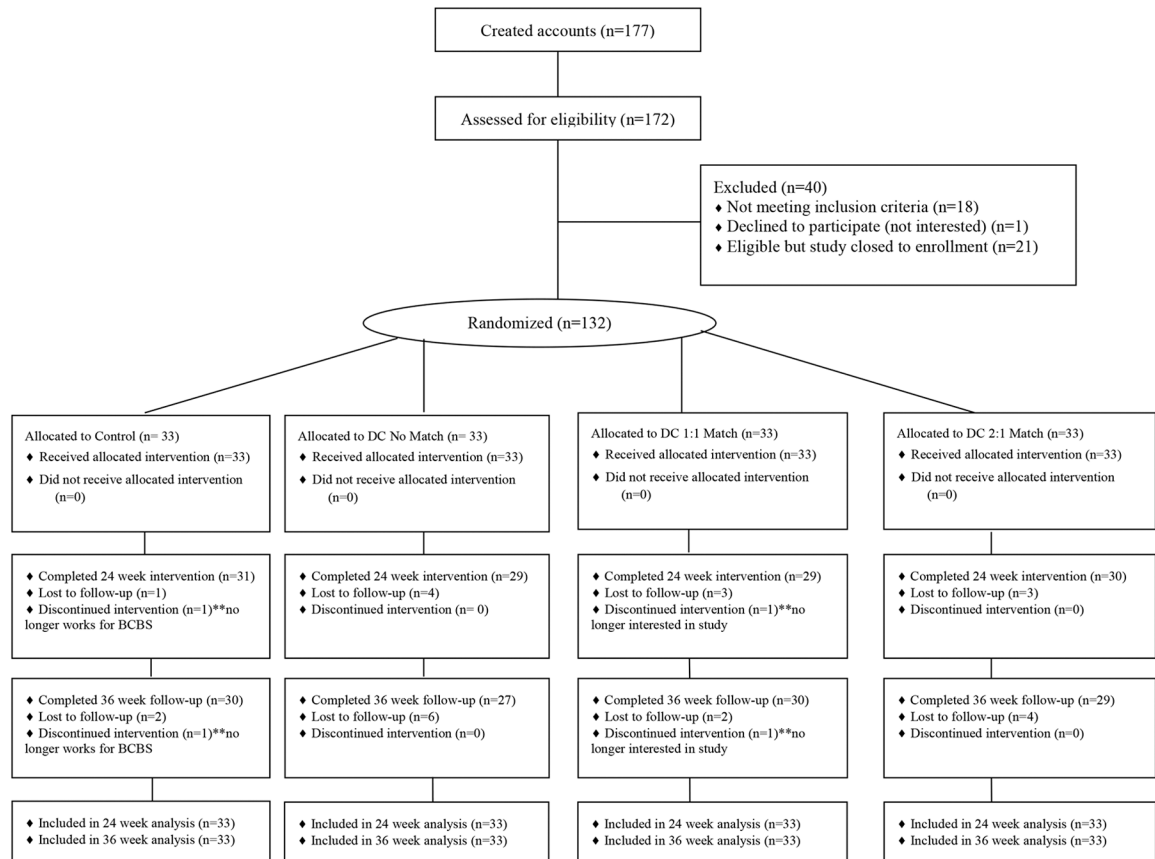 Created accounts (n=177)
Assessed for eligibility (n=172)
Excluded (n=40)
♦ Not meeting inclusion criteria (n=18)
♦ Declined to participate (not interested) (n=1)
♦ Eligible but study closed to enrollment (n=21)
Randomized (n=132)
Allocated to Control (n= 33)
♦ Received allocated intervention (n=33)
♦ Did not receive allocated intervention
(n=0)
Allocated to DC No Match (n= 33)
♦ Received allocated intervention (n=33)
♦ Did not receive allocated intervention
(n=0)
Allocated to DC 1:1 Match (n=33)
♦ Received allocated intervention (n=33)
♦ Did not receive allocated intervention
(n=0)
Allocated to DC 2:1 Match (n=33)
♦ Received allocated intervention (n=33)
♦ Did not receive allocated intervention
(n=0)
♦ Completed 24 week intervention (n=31)
♦ Lost to follow-up (n=1)
♦ Discontinued intervention (n=1)**no
longer works for BCBS
♦ Completed 24 week intervention (n=29)
♦ Lost to follow-up (n=4)
♦ Discontinued intervention (n= 0)
♦ Completed 24 week intervention (n=29)
♦ Lost to follow-up (n=3)
♦ Discontinued intervention (n=1)**no
longer interested in study
♦ Completed 24 week intervention (n=30)
♦ Lost to follow-up (n=3)
♦ Discontinued intervention (n=0)
♦ Completed 36 week follow-up (n=30)
♦ Lost to follow-up (n=2)
♦ Discontinued intervention (n=1)**no
longer works for BCBS
♦ Completed 36 week follow-up (n=27)
♦ Lost to follow-up (n=6)
♦ Discontinued intervention (n=0)
♦ Completed 36 week follow-up (n=30)
♦ Lost to follow-up (n=2)
♦ Discontinued intervention (n=1)**no
longer interested in study
♦ Completed 36 week follow-up (n=29)
♦ Lost to follow-up (n=4)
♦ Discontinued intervention (n=0)
♦ Included in 24 week analysis (n=33)
♦ Included in 36 week analysis (n=33)
♦ Included in 24 week analysis (n=33)
♦ Included in 36 week analysis (n=33)
♦ Included in 24 week analysis (n=33)
♦ Included in 36 week analysis (n=33)
♦ Included in 24 week analysis (n=33)
♦ Included in 36 week analysis (n=33)